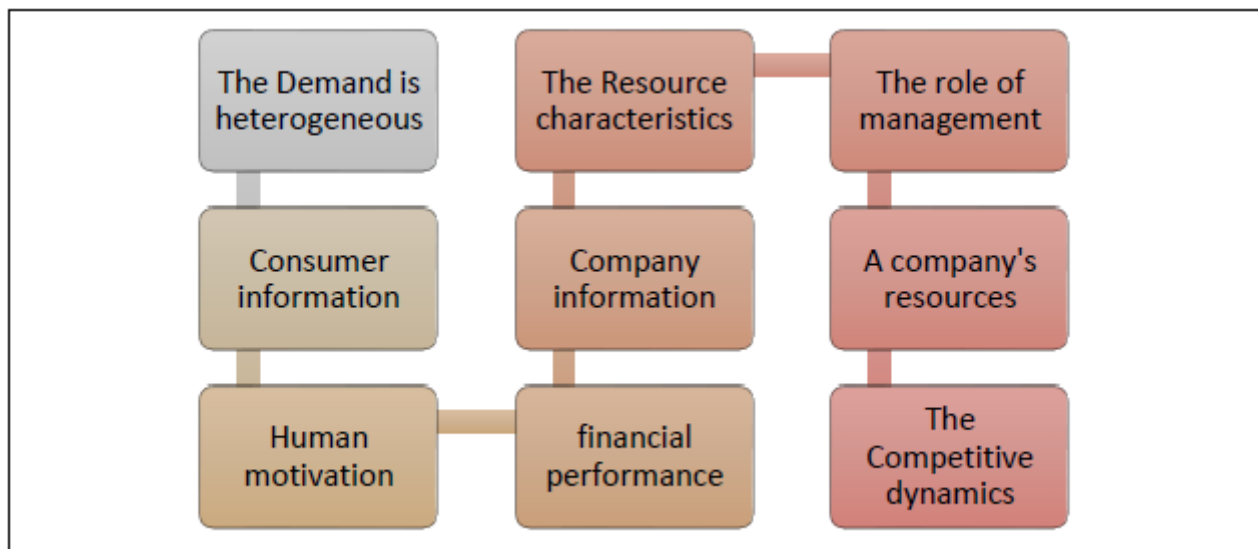 The Demand is
heterogeneous
Consumer
information
Human
motivation
financial
performance
Company
information
The Resource
characteristics
The role of
management
A company's
resources
The
Competitive
dynamics